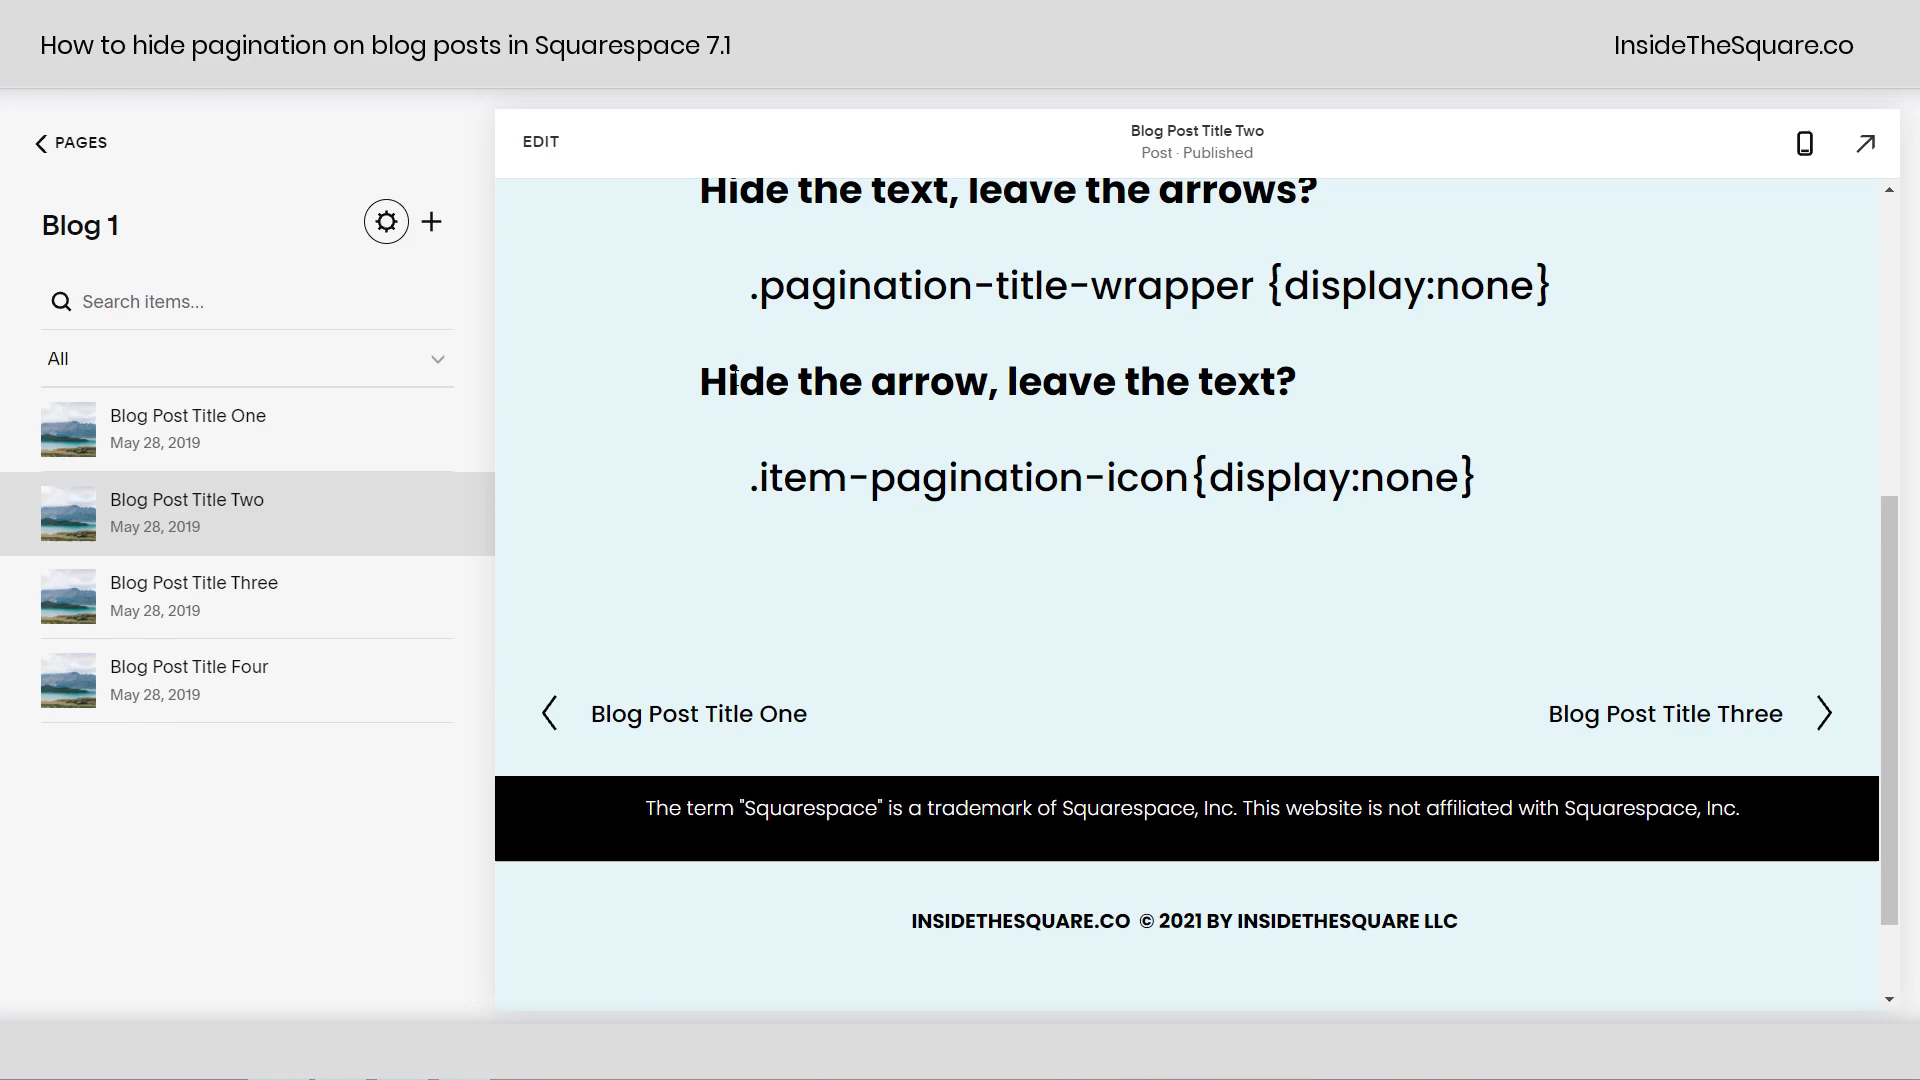 How to hide pagination on blog posts in Squarespace 7.1
InsideTheSquare.co
PAGES
Blog 1
Search items...
All
Blog Post Title One
May 28, 2019
Blog Post Title Two
May 28, 2019
Blog Post Title Three
May 28, 2019
Blog Post Title Four
May 28, 2019
EDIT
Blog Post Title Two
Post · Published
Hide the text, leave the arrows?
.pagination-title-wrapper {display:none}
Hide the arrow, leave the text?
.item-pagination-icon{display:none}
Blog Post Title One
Blog Post Title Three
The term "Squarespace" is a trademark of Squarespace, Inc. This website is not affiliated with Squarespace, Inc.
INSIDETHESQUARE.CO © 2021 BY INSIDETHESQUARE LLC